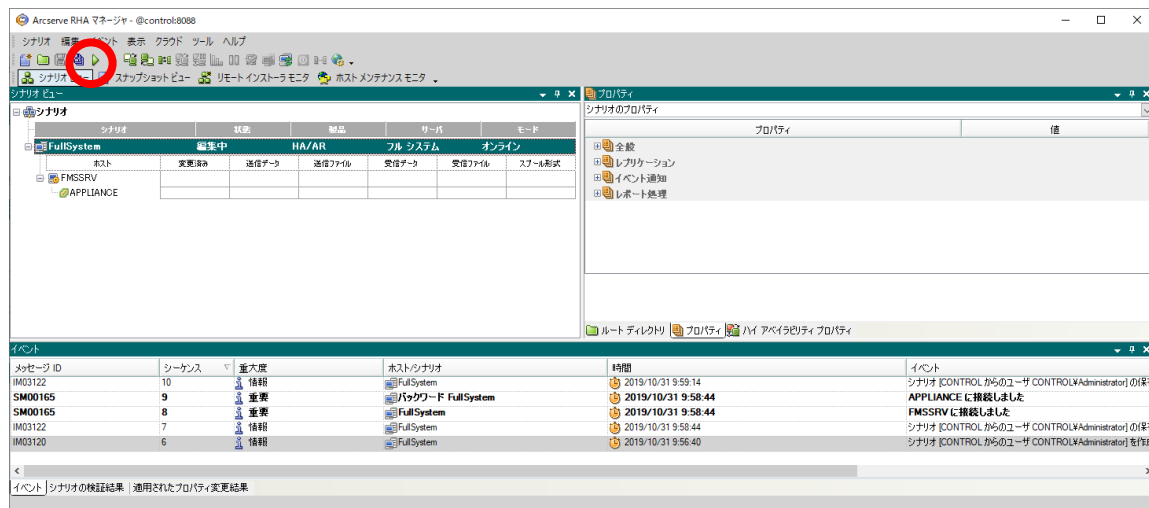 Arcserve RHA マネージャ - @control:8088
シナリオ 編集 イベント 表示 クラウド ツール ヘルプ
シナリオ ビュー スナップショット ビュー リモート インストーラ モニタ ホスト メンテナンス モニタ
シナリオ ビュー
シナリオ
シナリオ 状態 製品 サーバ モード
FullSystem 編集中 HA/AR フル システム オンライン
ホスト 変更済み 送信データ 送信ファイル 受信データ 受信ファイル スプール形式
FMSSRV
APPLIANCE
プロパティ
シナリオのプロパティ
プロパティ 値
全般
レプリケーション
イベント通知
レポート処理
ルート ディレクトリ プロパティ ハイ アベイラビリティ プロパティ
イベント
メッセージ ID シーケンス 重大度 ホスト/シナリオ 時間 イベント
IM03122 10 情報 FullSystem 2019/10/31 9:59:14 シナリオ [CONTROL からのユーザ CONTROL¥Administrator] の保
SM00165 9 重要 バックワード FullSystem 2019/10/31 9:58:44 APPLIANCE に接続しました
SM00165 8 重要 FullSystem 2019/10/31 9:58:44 FMSSRV に接続しました
IM03122 7 情報 FullSystem 2019/10/31 9:58:44 シナリオ [CONTROL からのユーザ CONTROL¥Administrator] の保
IM03120 6 情報 FullSystem 2019/10/31 9:56:40 シナリオ [CONTROL からのユーザ CONTROL¥Administrator] を作
イベント シナリオの検証結果 適用されたプロパティ変更結果